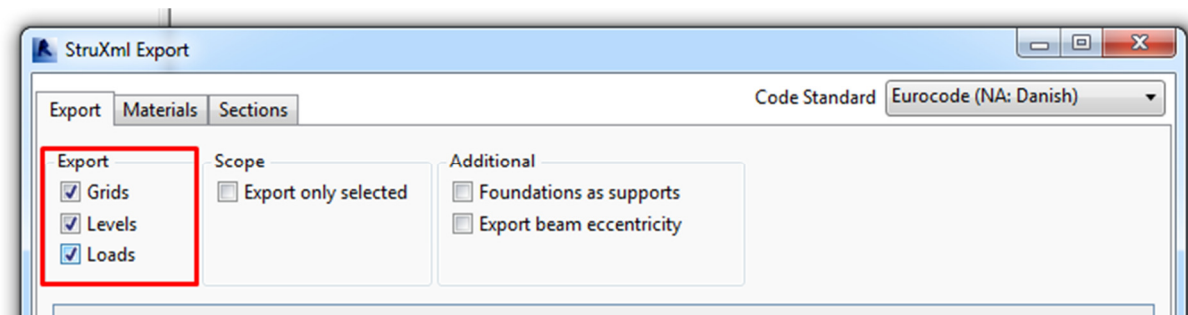 StruXml Export
Code Standard Eurocode (NA: Danish)
Export Materials Sections
Export Scope Additional
Grids Export only selected Foundations as supports
Levels Export beam eccentricity
Loads